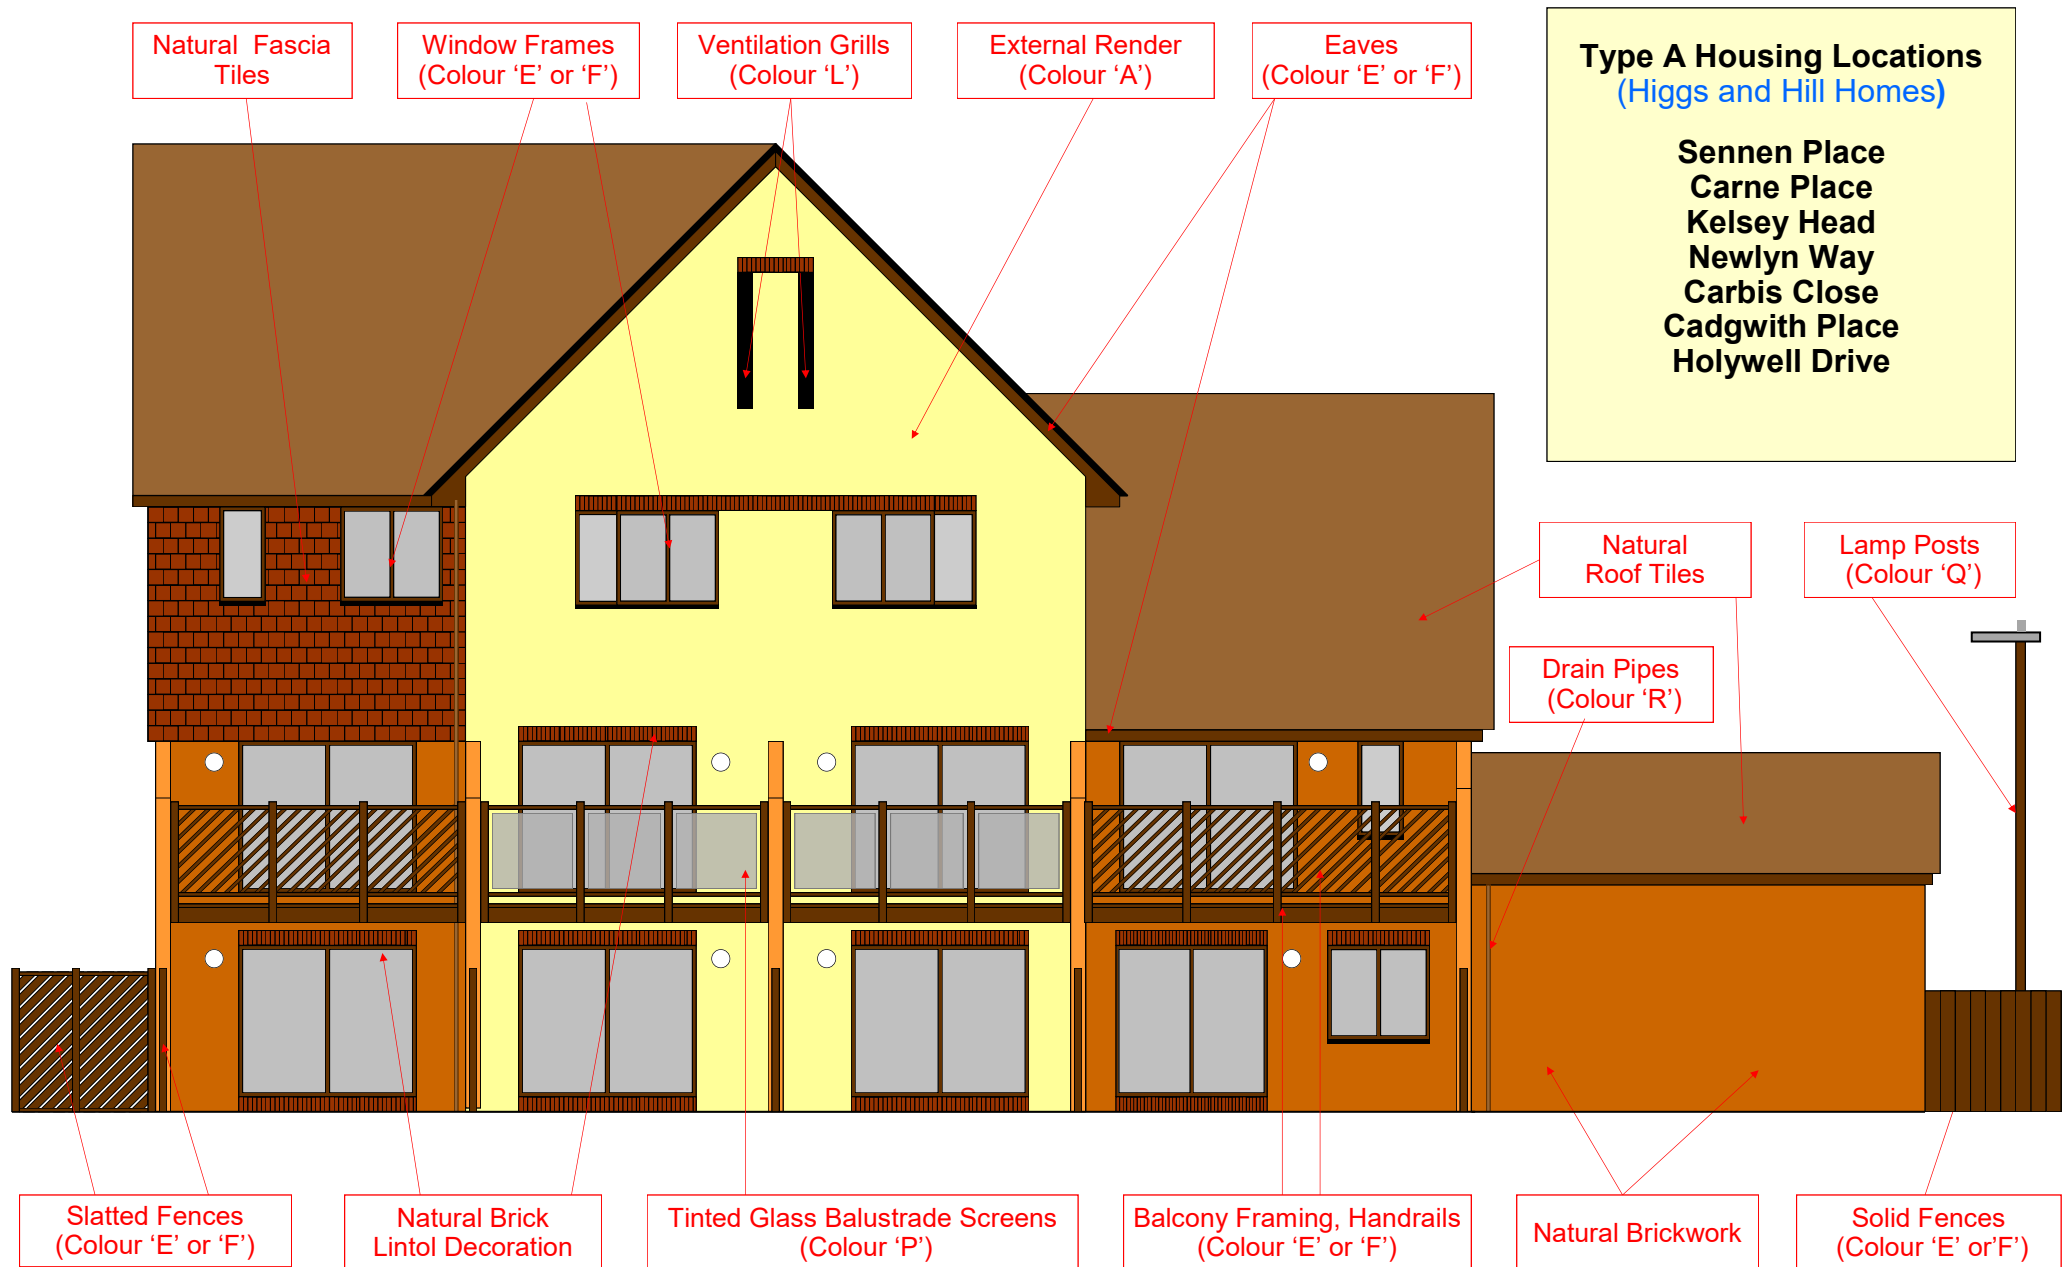 Natural Fascia
Tiles
Window Frames
(Colour ‘E’ or ‘F’)
Ventilation Grills
(Colour ‘L’)
External Render
(Colour ‘A’)
Eaves
(Colour ‘E’ or ‘F’)
Type A Housing Locations
(Higgs and Hill Homes)
Sennen Place
Carne Place
Kelsey Head
Newlyn Way
Carbis Close
Cadgwith Place
Holywell Drive
Natural
Roof Tiles
Lamp Posts
(Colour ‘Q’)
Drain Pipes
(Colour ‘R’)
Slatted Fences
(Colour ‘E’ or ‘F’)
Natural Brick
Lintol Decoration
Tinted Glass Balustrade Screens
(Colour ‘P’)
Balcony Framing, Handrails
(Colour ‘E’ or ‘F’)
Natural Brickwork
Solid Fences
(Colour ‘E’ or’F’)